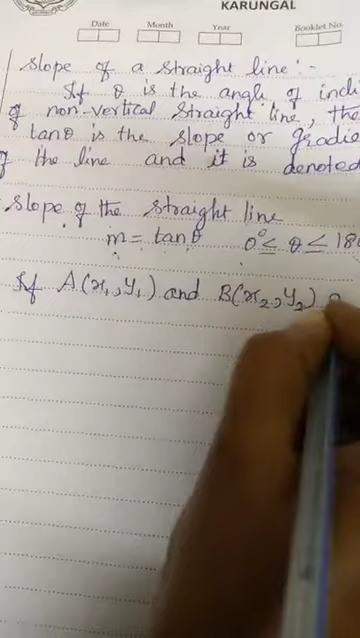 KARUNGAL
Date Month Year Booklet No.
Slope of a straight line :-
If θ is the angle of incli
of non-vertical straight line, the
tanθ is the slope or gradie
of the line and it is denoted
Slope of the straight line
m = tanθ 0° ≤ θ ≤ 18
If A(x₁, y₁) and B(x₂, y₂)